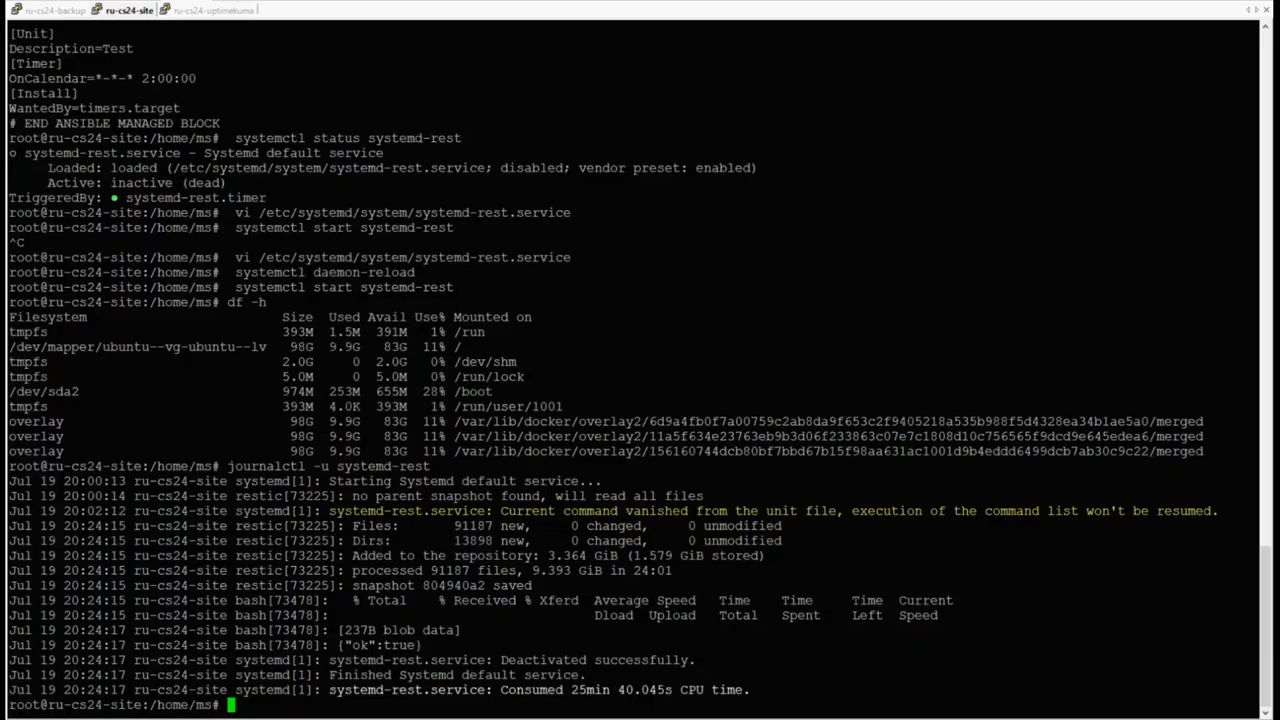 ru-cs24-backup ru-cs24-site ru-cs24-uptimekuma
[Unit]
Description=Test
[Timer]
OnCalendar=*-*-* 2:00:00
[Install]
WantedBy=timers.target
# END ANSIBLE MANAGED BLOCK
root@ru-cs24-site:/home/ms#  systemctl status systemd-rest
○ systemd-rest.service - Systemd default service
     Loaded: loaded (/etc/systemd/system/systemd-rest.service; disabled; vendor preset: enabled)
     Active: inactive (dead)
TriggeredBy: ● systemd-rest.timer
root@ru-cs24-site:/home/ms#  vi /etc/systemd/system/systemd-rest.service
root@ru-cs24-site:/home/ms#  systemctl start systemd-rest
^C
root@ru-cs24-site:/home/ms#  vi /etc/systemd/system/systemd-rest.service
root@ru-cs24-site:/home/ms#  systemctl daemon-reload
root@ru-cs24-site:/home/ms#  systemctl start systemd-rest
root@ru-cs24-site:/home/ms# df -h
Filesystem                         Size  Used Avail Use% Mounted on
tmpfs                              393M  1.5M  391M   1% /run
/dev/mapper/ubuntu--vg-ubuntu--lv   98G  9.9G   83G  11% /
tmpfs                              2.0G     0  2.0G   0% /dev/shm
tmpfs                              5.0M     0  5.0M   0% /run/lock
/dev/sda2                          974M  253M  655M  28% /boot
tmpfs                              393M  4.0K  393M   1% /run/user/1001
overlay                             98G  9.9G   83G  11% /var/lib/docker/overlay2/6d9a4fb0f7a00759c2ab8da9f653c2f9405218a535b988f5d4328ea34b1ae5a0/merged
overlay                             98G  9.9G   83G  11% /var/lib/docker/overlay2/11a5f634e23763eb9b3d06f233863c07e7c1808d10c756565f9dcd9e645edea6/merged
overlay                             98G  9.9G   83G  11% /var/lib/docker/overlay2/156160744dcb80bf7bbd67b15f98aa631ac1001d9b4eddd6499dcb7ab30c9c22/merged
root@ru-cs24-site:/home/ms# journalctl -u systemd-rest
Jul 19 20:00:13 ru-cs24-site systemd[1]: Starting Systemd default service...
Jul 19 20:00:14 ru-cs24-site restic[73225]: no parent snapshot found, will read all files
Jul 19 20:02:12 ru-cs24-site systemd[1]: systemd-rest.service: Current command vanished from the unit file, execution of the command list won't be resumed.
Jul 19 20:24:15 ru-cs24-site restic[73225]: Files:       91187 new,     0 changed,     0 unmodified
Jul 19 20:24:15 ru-cs24-site restic[73225]: Dirs:        13898 new,     0 changed,     0 unmodified
Jul 19 20:24:15 ru-cs24-site restic[73225]: Added to the repository: 3.364 GiB (1.579 GiB stored)
Jul 19 20:24:15 ru-cs24-site restic[73225]: processed 91187 files, 9.393 GiB in 24:01
Jul 19 20:24:15 ru-cs24-site restic[73225]: snapshot 804940a2 saved
Jul 19 20:24:15 ru-cs24-site bash[73478]:   % Total    % Received % Xferd  Average Speed   Time    Time     Time  Current
Jul 19 20:24:15 ru-cs24-site bash[73478]:                                  Dload  Upload   Total   Spent    Left  Speed
Jul 19 20:24:17 ru-cs24-site bash[73478]: [237B blob data]
Jul 19 20:24:17 ru-cs24-site bash[73478]: {"ok":true}
Jul 19 20:24:17 ru-cs24-site systemd[1]: systemd-rest.service: Deactivated successfully.
Jul 19 20:24:17 ru-cs24-site systemd[1]: Finished Systemd default service.
Jul 19 20:24:17 ru-cs24-site systemd[1]: systemd-rest.service: Consumed 25min 40.045s CPU time.
root@ru-cs24-site:/home/ms#